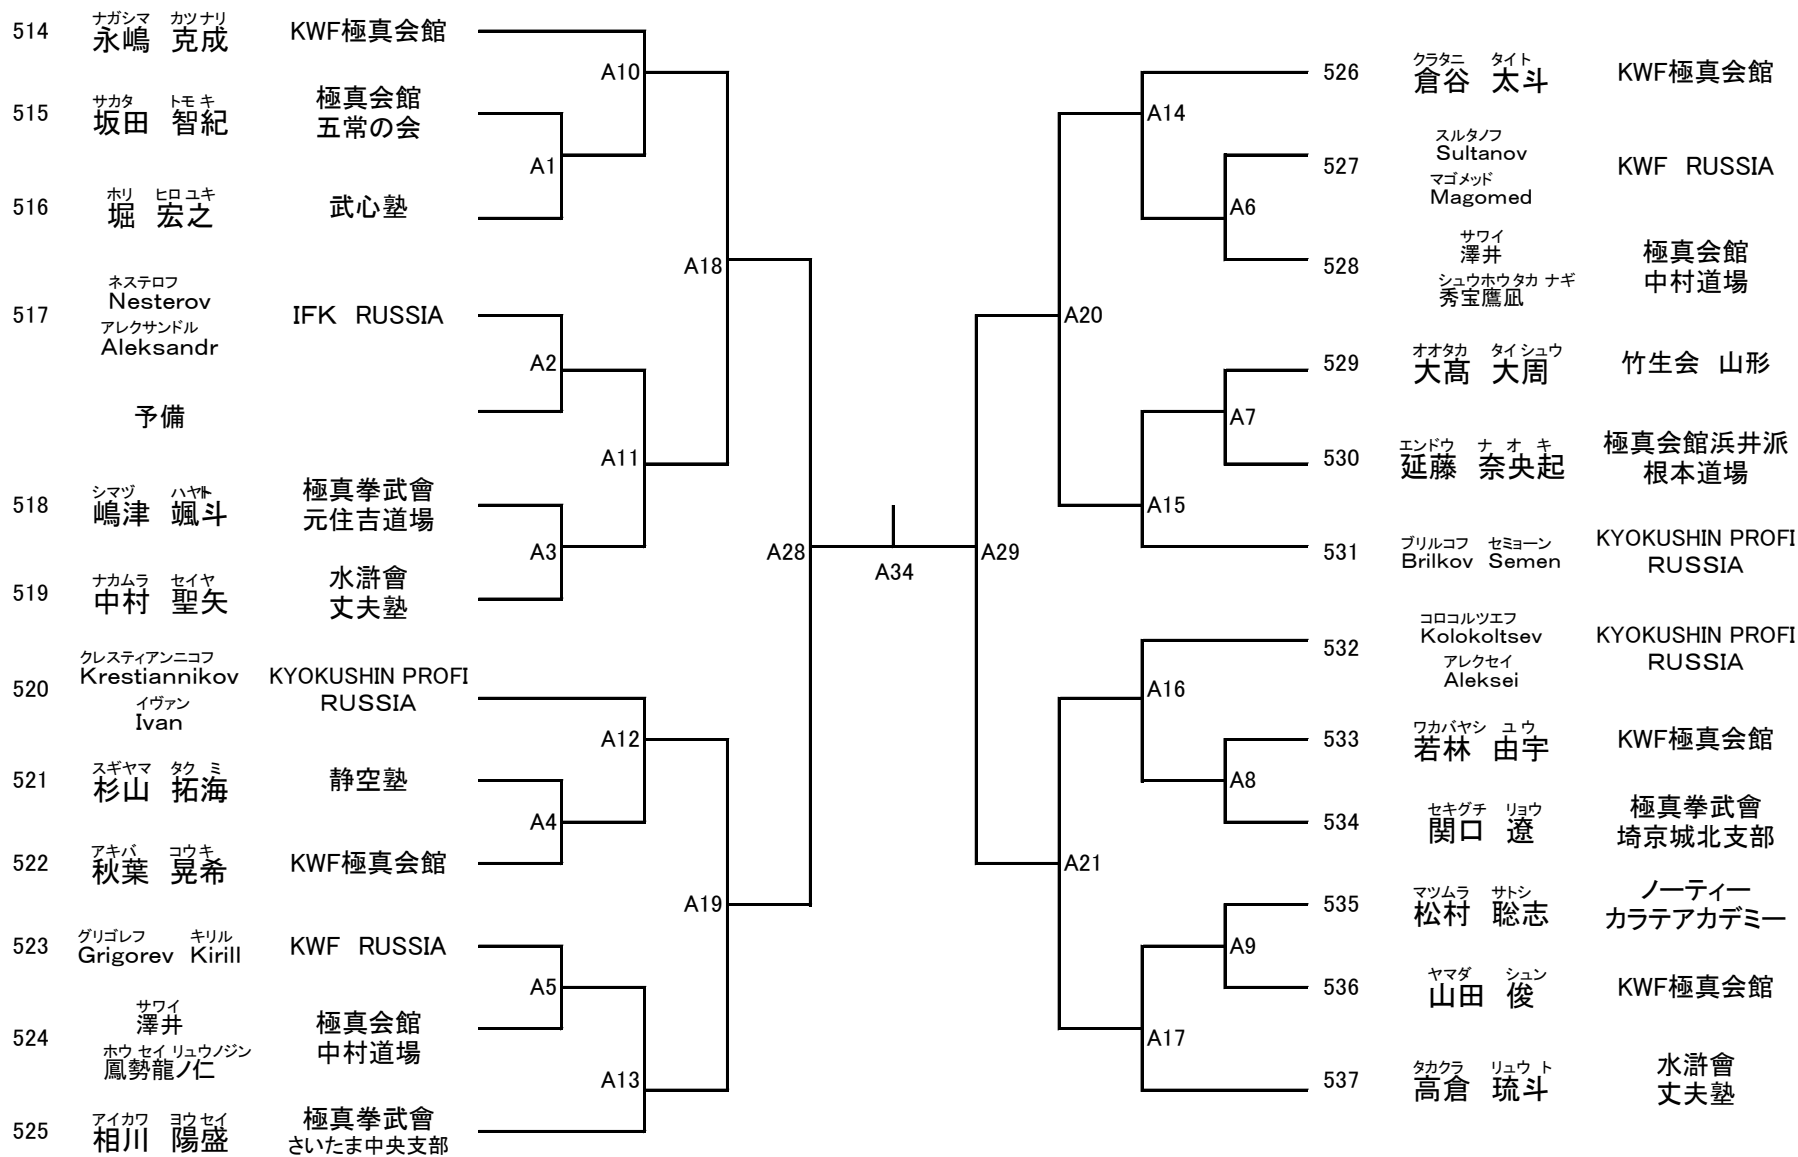 ナガシマ カツナリ
514 永嶋 克成 KWF極真会館
A10
サカタ トモキ
515 坂田 智紀 極真会館
五常の会
A1
ホリ ヒロユキ
516 堀 宏之 武心塾
A18
ネステロフ
Nesterov
517 IFK RUSSIA
アレクサンドル
Aleksandr
A2
予備
A11
シマヅ ハヤト
518 嶋津 颯斗 極真拳武會
元住吉道場
A3
ナカムラ セイヤ
519 中村 聖矢 水滸會
丈夫塾
A28
クレスティアンニコフ
Krestiannikov
520 KYOKUSHIN PROFI
RUSSIA
イヴァン
Ivan
A12
スギヤマ タクミ
521 杉山 拓海 静空塾
A4
アキバ コウキ
522 秋葉 晃希 KWF極真会館
A19
グリゴレフ キリル
523 Grigorev Kirill KWF RUSSIA
A5
サワイ
澤井
524 極真会館
中村道場
ホウ セイ リュウノジン
鳳勢龍ノ仁
A13
アイカワ ヨウセイ
525 相川 陽盛 極真拳武會
さいたま中央支部
A34
クラタニ タイト
526 倉谷 太斗 KWF極真会館
A14
スルタノフ
Sultanov
527 KWF RUSSIA
マゴメッド
Magomed
A6
サワイ
澤井
528 極真会館
中村道場
シュウホウタカ ナギ
秀宝鷹凪
A20
オオタカ タイシュウ
529 大髙 大周 竹生会 山形
A7
エンドウ ナ オ キ
530 延藤 奈央起 極真会館浜井派
根本道場
A15
ブリルコフ セミョーン
531 Brilkov Semen KYOKUSHIN PROFI
RUSSIA
A29
コロコルツエフ
Kolokoltsev
532 KYOKUSHIN PROFI
RUSSIA
アレクセイ
Aleksei
A16
ワカバヤシ ユウ
533 若林 由宇 KWF極真会館
A8
セキグチ リョウ
534 関口 遼 極真拳武會
埼京城北支部
A21
マツムラ サトシ
535 松村 聡志 ノーティー
カラテアカデミー
A9
ヤマダ シュン
536 山田 俊 KWF極真会館
A17
タカクラ リュウト
537 高倉 琉斗 水滸會
丈夫塾